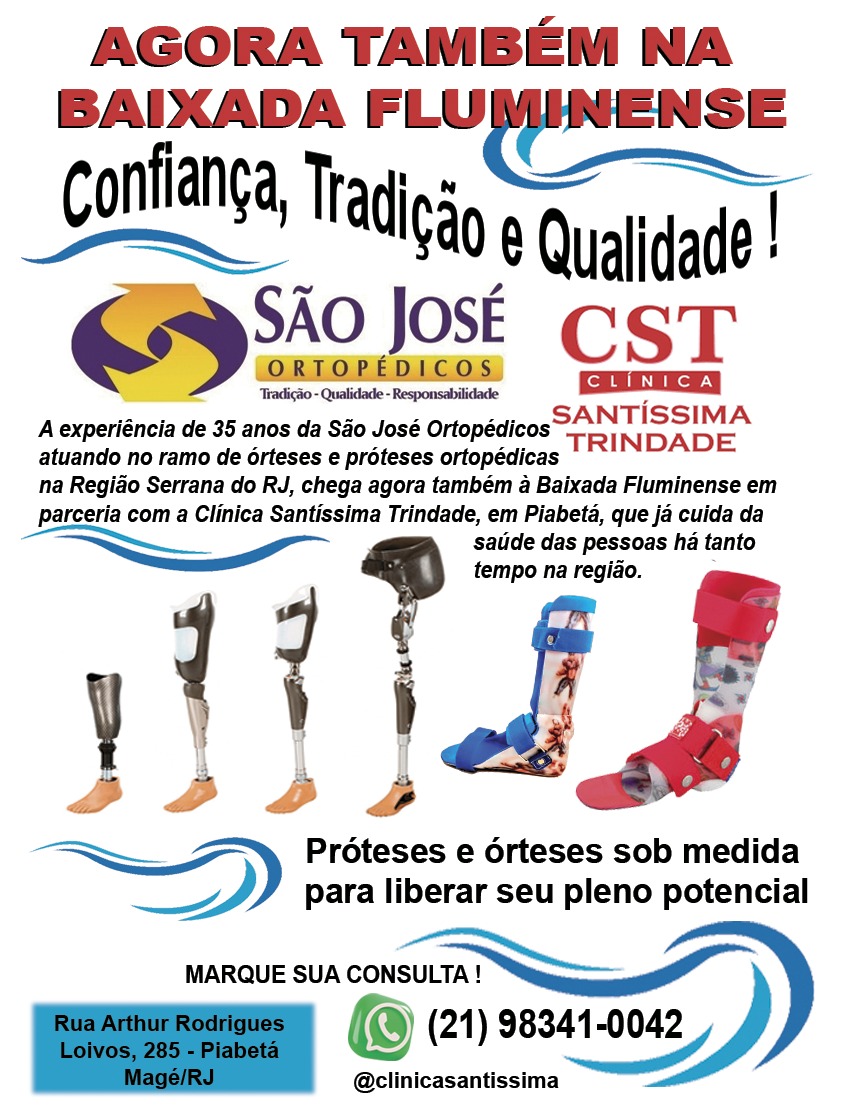 AGORA TAMBÉM NA
BAIXADA FLUMINENSE
Confiança, Tradição e Qualidade !
SÃO JOSÉ
ORTOPÉDICOS
Tradição - Qualidade - Responsabilidade
CST
CLÍNICA
SANTÍSSIMA
TRINDADE
A experiência de 35 anos da São José Ortopédicos
atuando no ramo de órteses e próteses ortopédicas
na Região Serrana do RJ, chega agora também à Baixada Fluminense em
parceria com a Clínica Santíssima Trindade, em Piabetá, que já cuida da
saúde das pessoas há tanto
tempo na região.
Próteses e órteses sob medida
para liberar seu pleno potencial
MARQUE SUA CONSULTA !
Rua Arthur Rodrigues
Loivos, 285 - Piabetá
Magé/RJ
(21) 98341-0042
@clinicasantissima